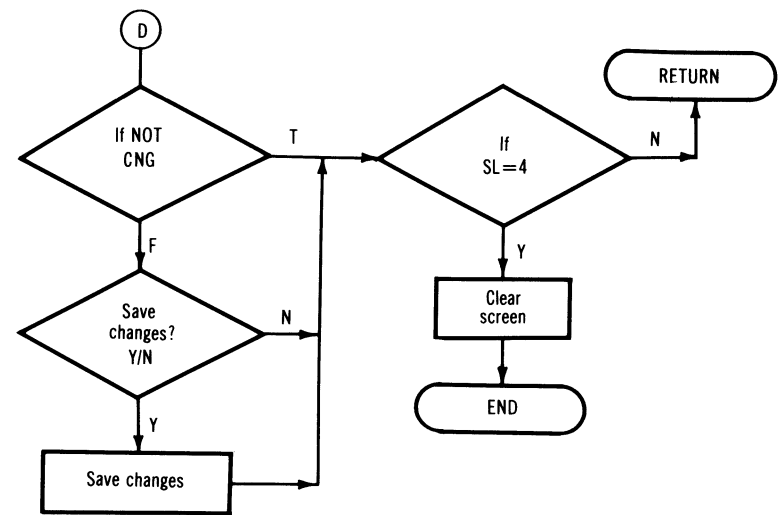 D
If NOT
CNG
T
F
Save
changes?
Y/N
N
Y
Save changes
If
SL=4
N
RETURN
Y
Clear
screen
END